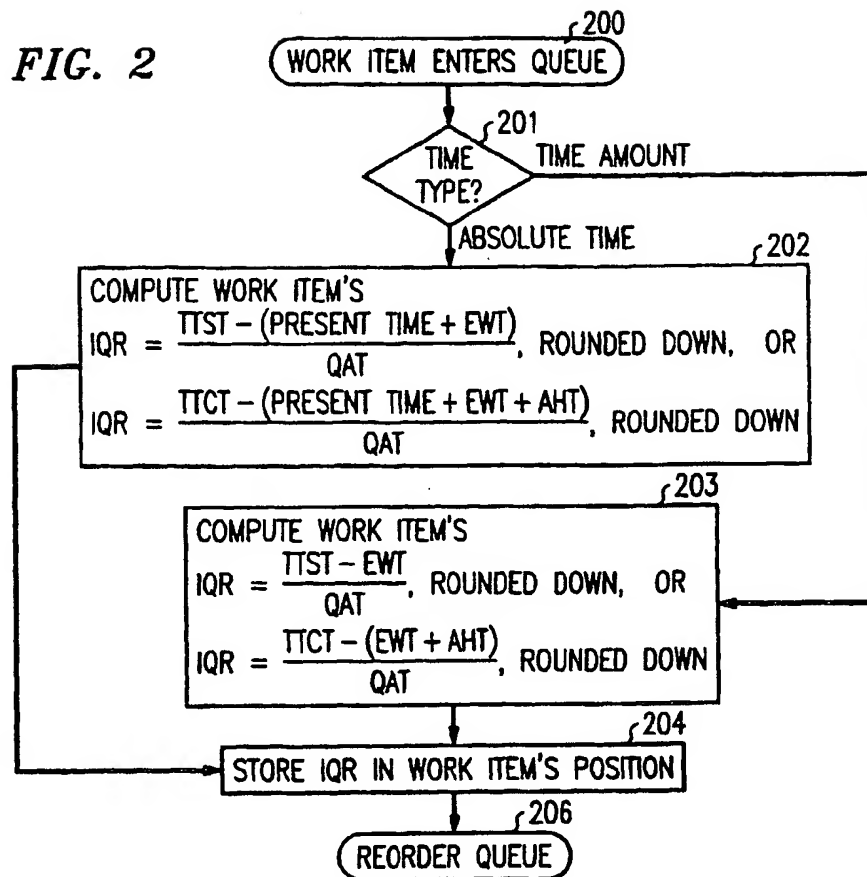 FIG. 2
200
WORK ITEM ENTERS QUEUE
201
TIME TYPE?
TIME AMOUNT
ABSOLUTE TIME
202
COMPUTE WORK ITEM'S
IQR = TTST – (PRESENT TIME + EWT) / QAT, ROUNDED DOWN, OR
IQR = TTCT – (PRESENT TIME + EWT + AHT) / QAT, ROUNDED DOWN
203
COMPUTE WORK ITEM'S
IQR = TTST – EWT / QAT, ROUNDED DOWN, OR
IQR = TTCT – (EWT + AHT) / QAT, ROUNDED DOWN
204
STORE IQR IN WORK ITEM'S POSITION
206
REORDER QUEUE